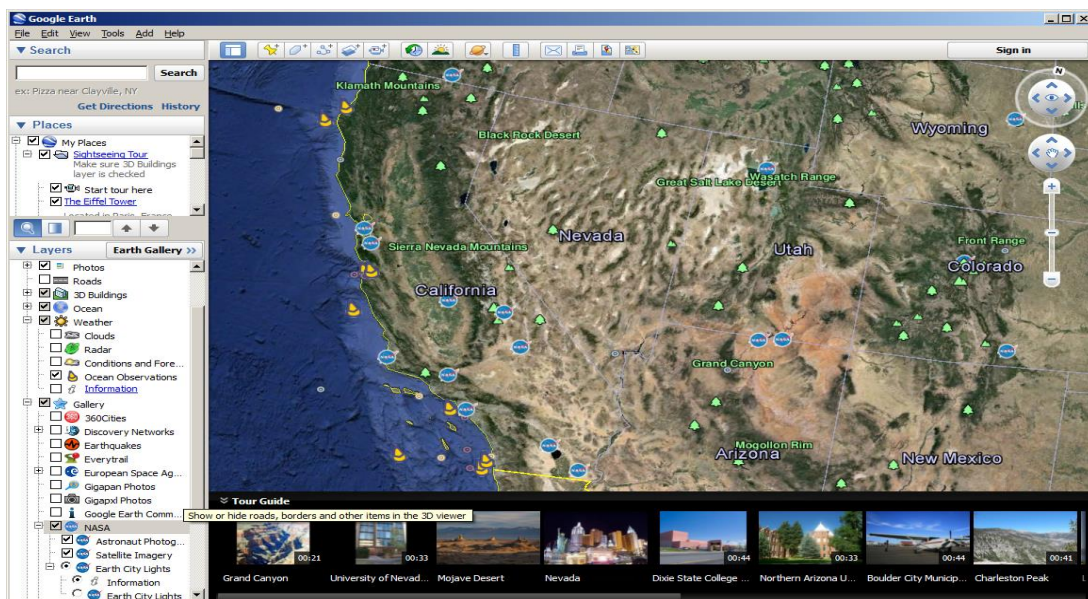 Google Earth
File Edit View Tools Add Help
Search
Search
ex: Pizza near Clayville, NY
Get Directions History
Places
My Places
Sightseeing Tour
Make sure 3D Buildings
layer is checked
Start tour here
The Eiffel Tower
Located in Paris, France
Layers
Earth Gallery >>
Photos
Roads
3D Buildings
Ocean
Weather
Clouds
Radar
Conditions and Fore...
Ocean Observations
Information
Gallery
360Cities
Discovery Networks
Earthquakes
Everytrail
European Space Ag...
Gigapan Photos
Gigapxl Photos
Google Earth Comm...
NASA
Astronaut Photog...
Satellite Imagery
Earth City Lights
Information
Earth City Lights
Show or hide roads, borders and other items in the 3D viewer
Sign in
N
Klamath Mountains
Black Rock Desert
Wyoming
Great Salt Lake Desert
Wasatch Range
Nevada
Sierra Nevada Mountains
Utah
Front Range
Colorado
California
Grand Canyon
Mogollon Rim
Arizona
New Mexico
Tour Guide
00:21
00:33
00:44
00:33
00:44
00:41
Grand Canyon
University of Nevad...
Mojave Desert
Nevada
Dixie State College ...
Northern Arizona U...
Boulder City Municip...
Charleston Peak